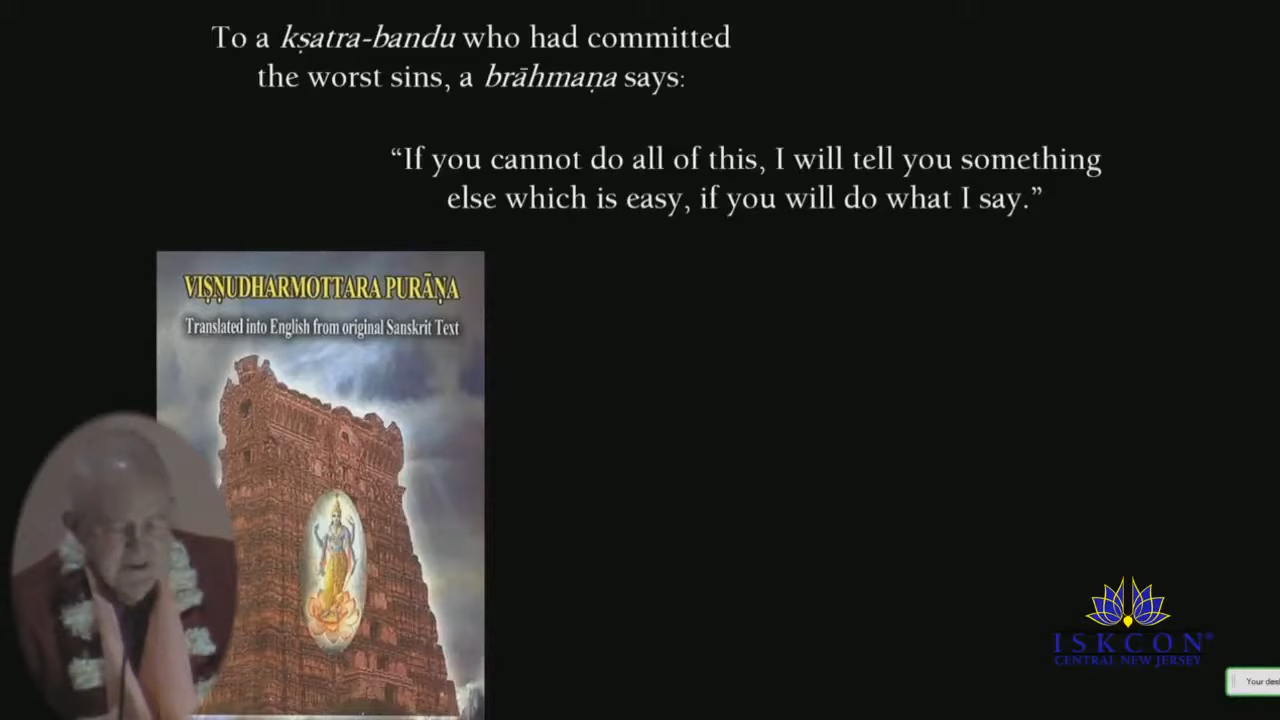 To a kṣatra-bandu who had committed
the worst sins, a brāhmaṇa says:
“If you cannot do all of this, I will tell you something
else which is easy, if you will do what I say.”
VIṢṆUDHARMOTTARA PURĀṆA
Translated into English from original Sanskrit Text
ISKCON®
CENTRAL NEW JERSEY
Your des